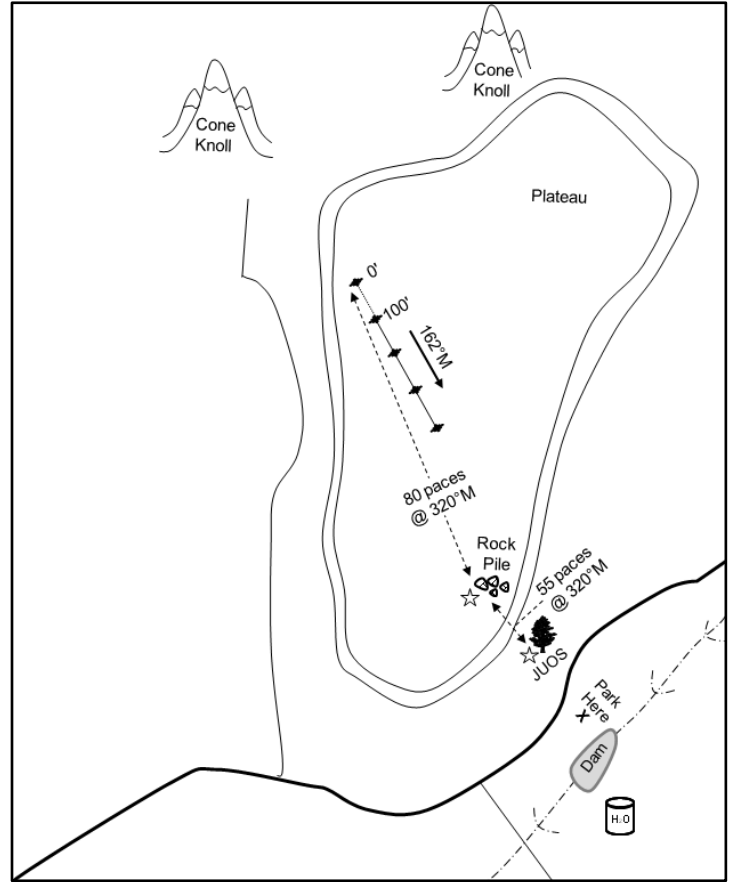 Cone
Knoll
Cone
Knoll
Plateau
0'
100'
162°M
80 paces
@ 320°M
Rock
Pile
55 paces
@ 320°M
JUOS
Park
Here
X
Dam
H2O